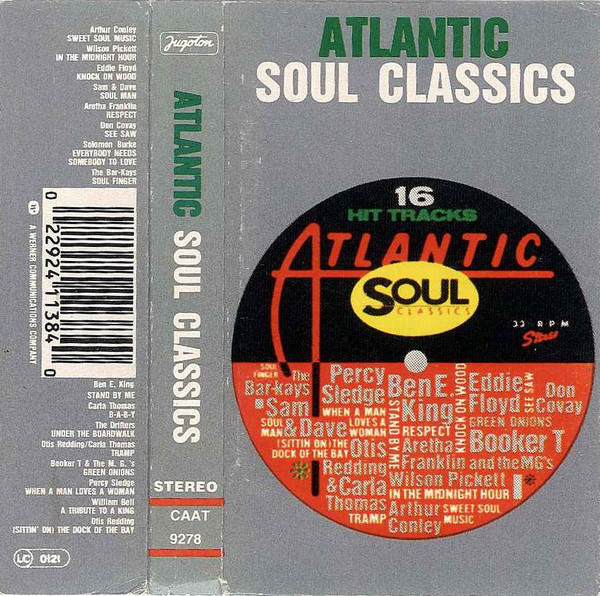 Arthur Conley
SWEET SOUL MUSIC
Wilson Pickett
IN THE MIDNIGHT HOUR
Eddie Floyd
KNOCK ON WOOD
Sam & Dave
SOUL MAN
Aretha Franklin
RESPECT
Don Covay
SEE SAW
Solomon Burke
EVERYBODY NEEDS
SOMEBODY TO LOVE
The Bar-Kays
SOUL FINGER
A WERNER COMMUNICATIONS COMPANY
0 22924 11384 0
Ben E. King
STAND BY ME
Carla Thomas
B-A-B-Y
The Drifters
UNDER THE BOARDWALK
Otis Redding/Carla Thomas
TRAMP
Booker T & The M. G.'s
GREEN ONIONS
Percy Sledge
WHEN A MAN LOVES A WOMAN
William Bell
A TRIBUTE TO A KING
Otis Redding
(SITTIN' ON) THE DOCK OF THE BAY
LC 0121
Jugoton
ATLANTIC SOUL CLASSICS
STEREO
CAAT
9278
ATLANTIC
SOUL CLASSICS
16
HIT TRACKS
ATLANTIC
SOUL
CLASSICS
33 RPM
Stereo
SOUL FINGER
The Bar-kays
Sam & Dave
SOUL MAN
Percy Sledge
WHEN A MAN LOVES A WOMAN
(SITTIN ON) THE DOCK OF THE BAY
Otis Redding & Carla Thomas
TRAMP
Ben E. King
STAND BY ME
RESPECT
Aretha Franklin
KNOCK ON WOOD
Eddie Floyd
SEE SAW
Don Covay
GREEN ONIONS
Booker T and the MG's
Wilson Pickett
IN THE MIDNIGHT HOUR
Arthur Conley
SWEET SOUL MUSIC